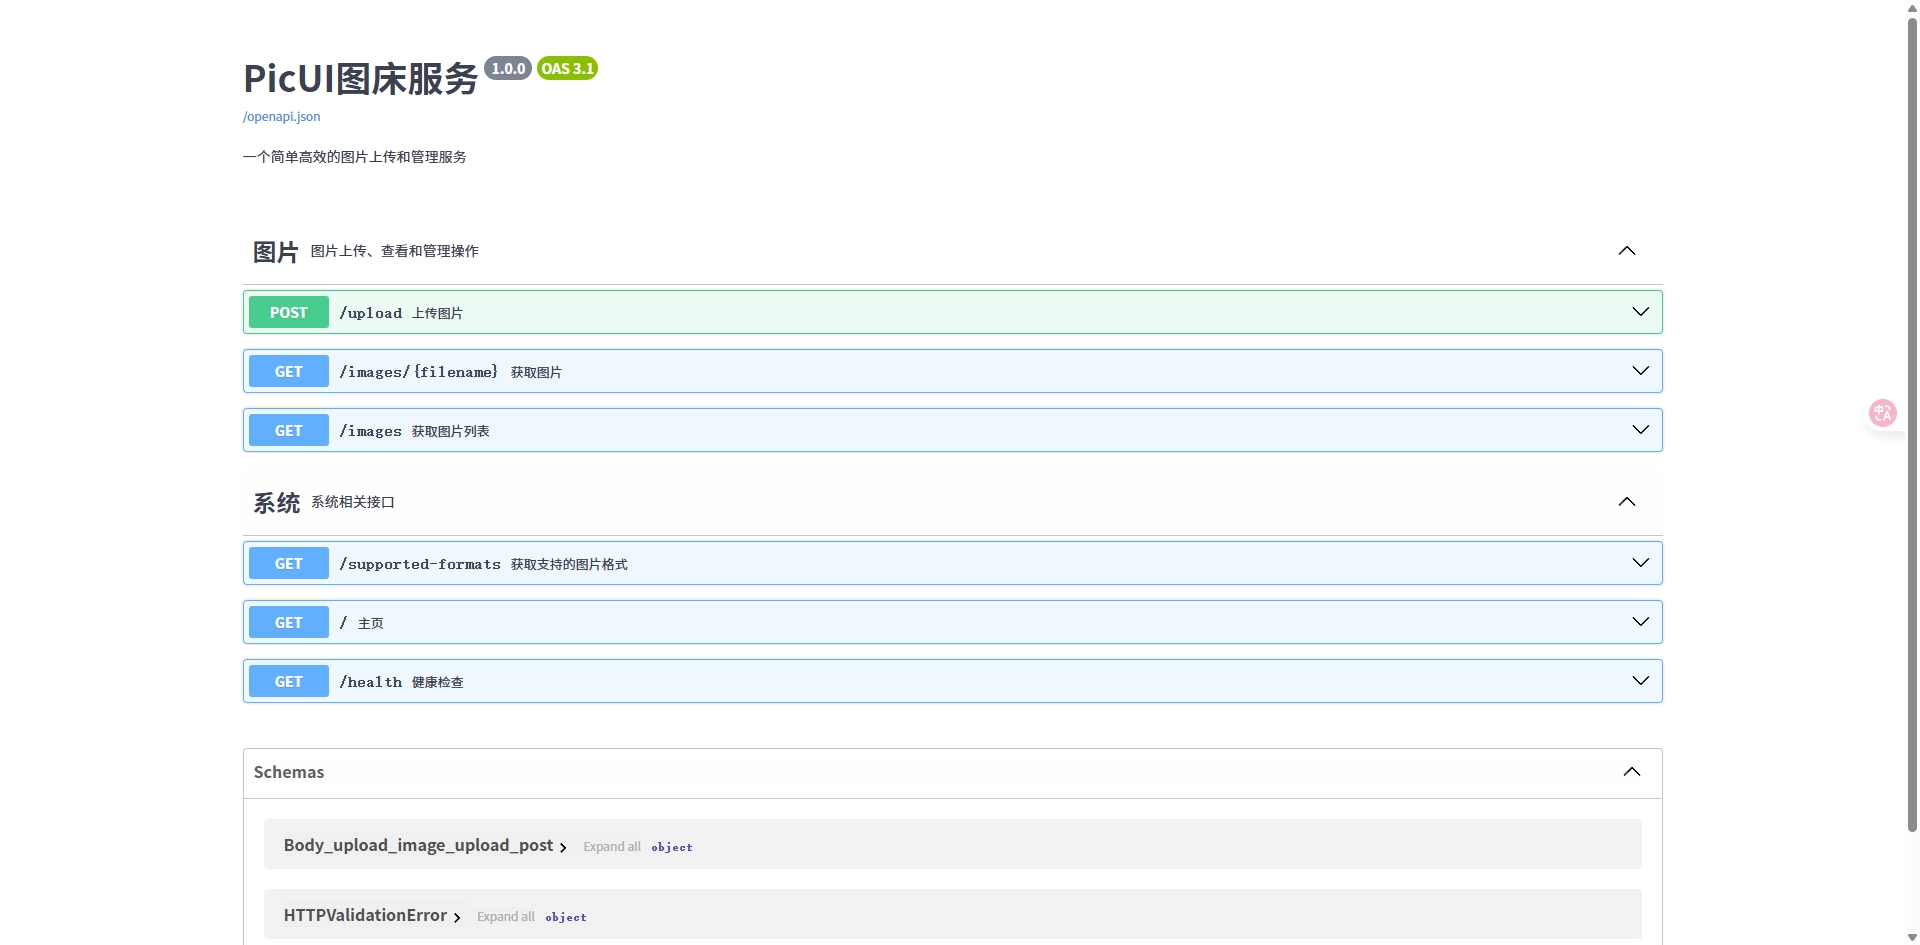 PicUI图床服务 1.0.0 OAS 3.1
/openapi.json
一个简单高效的图片上传和管理服务
图片 图片上传、查看和管理操作
POST /upload 上传图片
GET /images/{filename} 获取图片
GET /images 获取图片列表
系统 系统相关接口
GET /supported-formats 获取支持的图片格式
GET / 主页
GET /health 健康检查
Schemas
Body_upload_image_upload_post Expand all object
HTTPValidationError Expand all object
中A